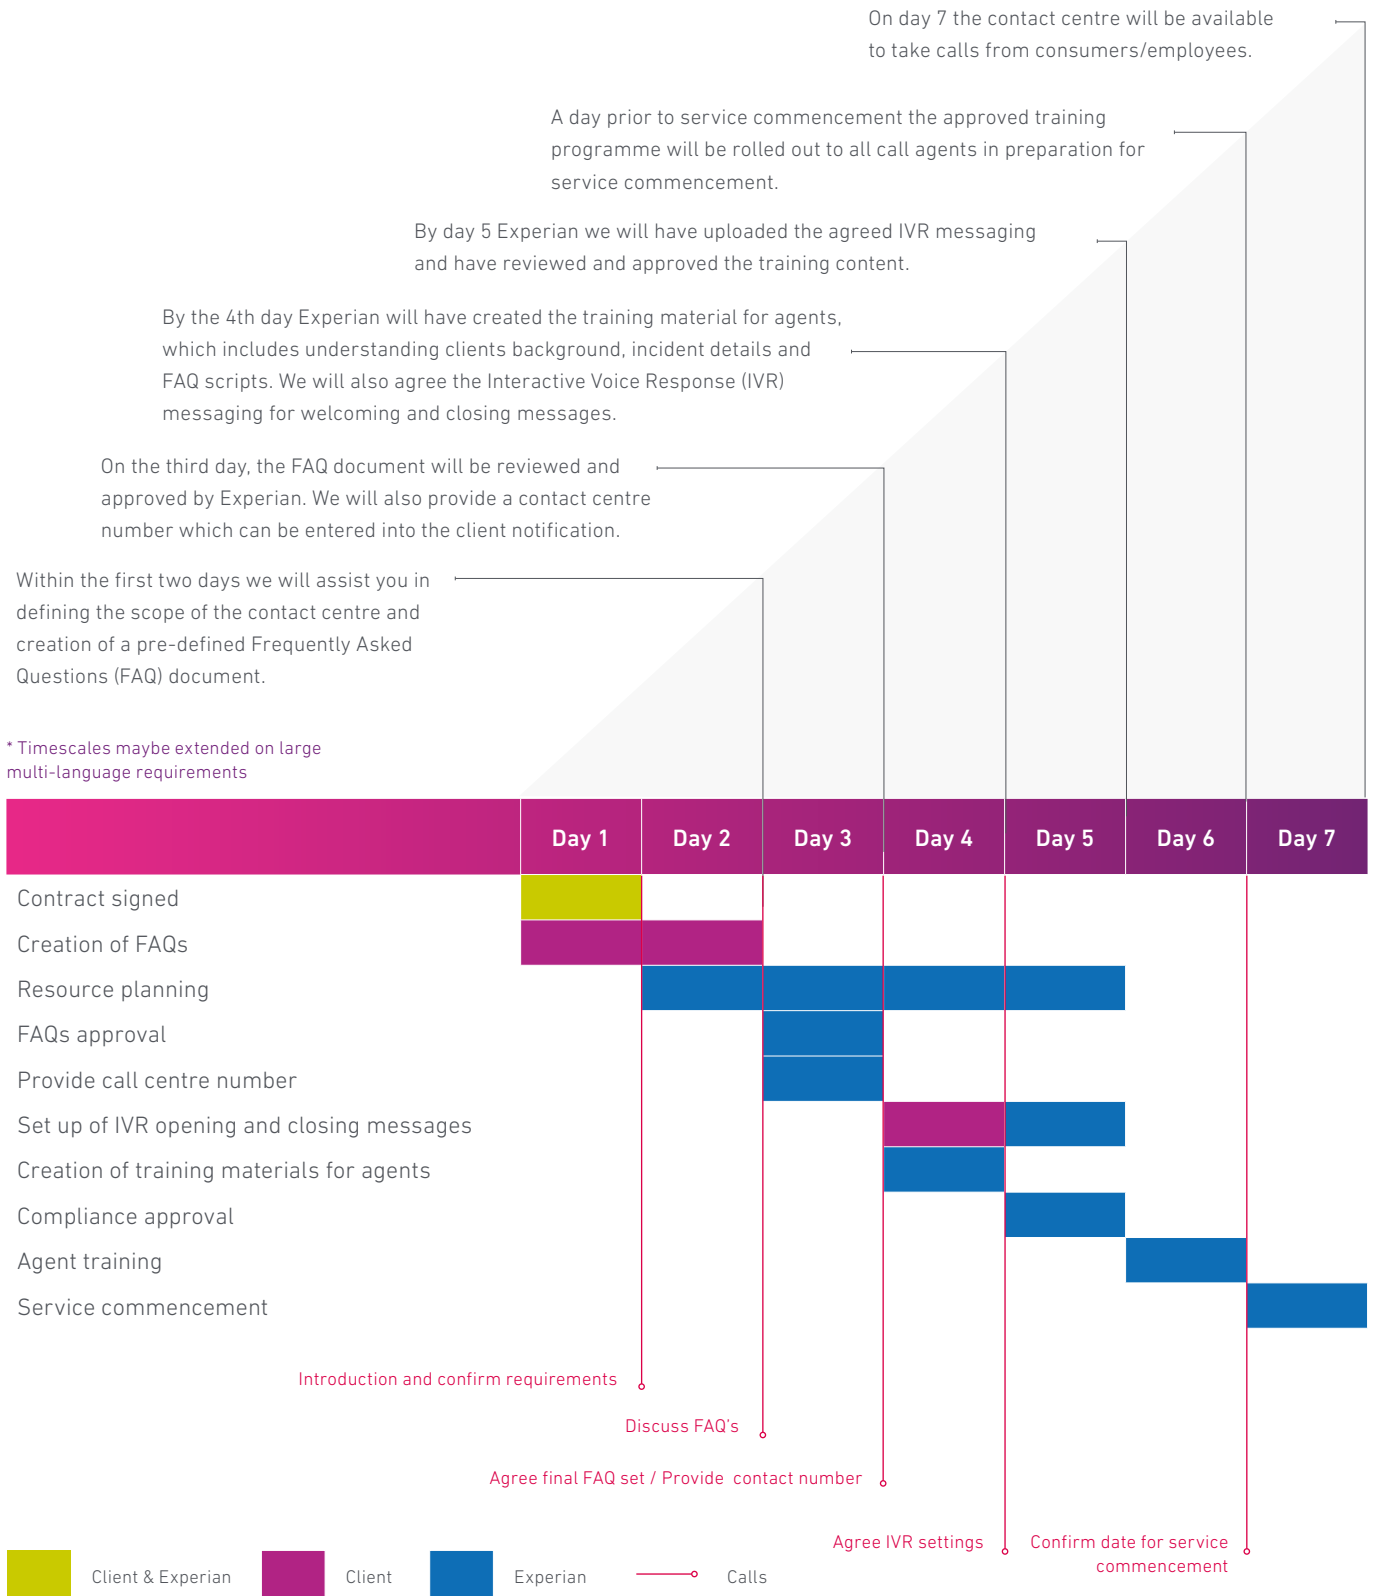 On day 7 the contact centre will be available
to take calls from consumers/employees.
A day prior to service commencement the approved training
programme will be rolled out to all call agents in preparation for
service commencement.
By day 5 Experian we will have uploaded the agreed IVR messaging
and have reviewed and approved the training content.
By the 4th day Experian will have created the training material for agents,
which includes understanding clients background, incident details and
FAQ scripts. We will also agree the Interactive Voice Response (IVR)
messaging for welcoming and closing messages.
On the third day, the FAQ document will be reviewed and
approved by Experian. We will also provide a contact centre
number which can be entered into the client notification.
Within the first two days we will assist you in
defining the scope of the contact centre and
creation of a pre-defined Frequently Asked
Questions (FAQ) document.
* Timescales maybe extended on large
multi-language requirements
Day 1 Day 2 Day 3 Day 4 Day 5 Day 6 Day 7
Contract signed
Creation of FAQs
Resource planning
FAQs approval
Provide call centre number
Set up of IVR opening and closing messages
Creation of training materials for agents
Compliance approval
Agent training
Service commencement
Introduction and confirm requirements
Discuss FAQ's
Agree final FAQ set / Provide contact number
Agree IVR settings
Confirm date for service
commencement
Client & Experian Client Experian Calls